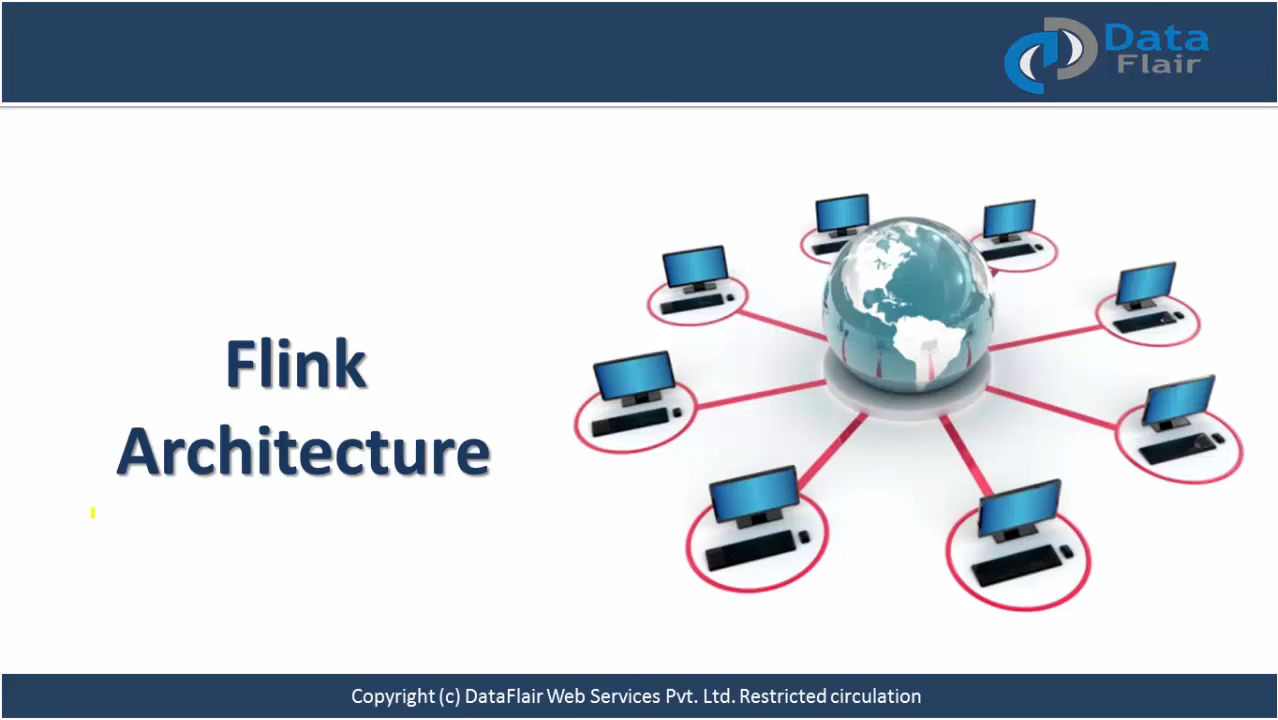 Data
Flair
Flink
Architecture
Copyright (c) DataFlair Web Services Pvt. Ltd. Restricted circulation